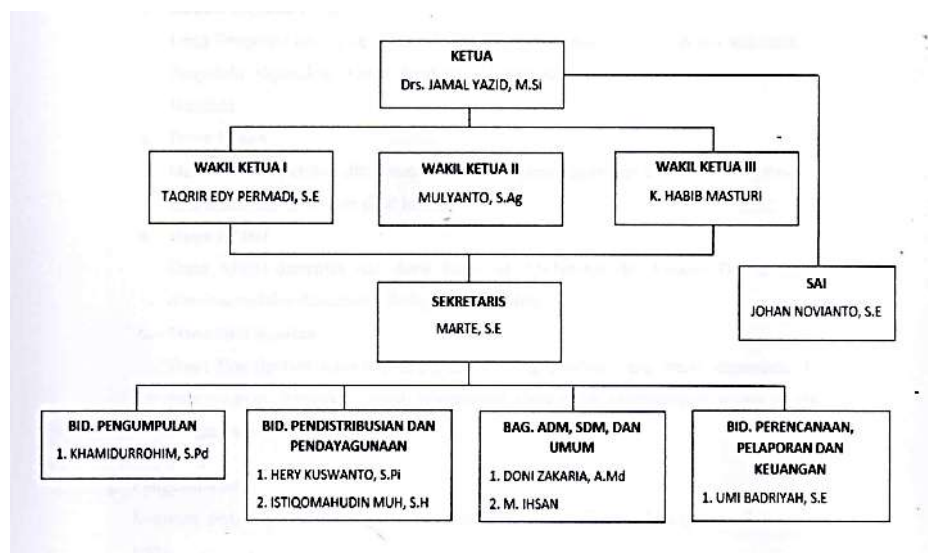 KETUA
Drs. JAMAL YAZID, M.Si
WAKIL KETUA I
TAQRIR EDY PERMADI, S.E
WAKIL KETUA II
MULYANTO, S.Ag
WAKIL KETUA III
K. HABIB MASTURI
SAI
JOHAN NOVIANTO, S.E
SEKRETARIS
MARTE, S.E
BID. PENGUMPULAN
1. KHAMIDURROHIM, S.Pd
BID. PENDISTRIBUSIAN DAN
PENDAYAGUNAAN
1. HERY KUSWANTO, S.Pi
2. ISTIQOMAHUDIN MUH, S.H
BAG. ADM, SDM, DAN
UMUM
1. DONI ZAKARIA, A.Md
2. M. IHSAN
BID. PERENCANAAN,
PELAPORAN DAN
KEUANGAN
1. UMI BADRIYAH, S.E